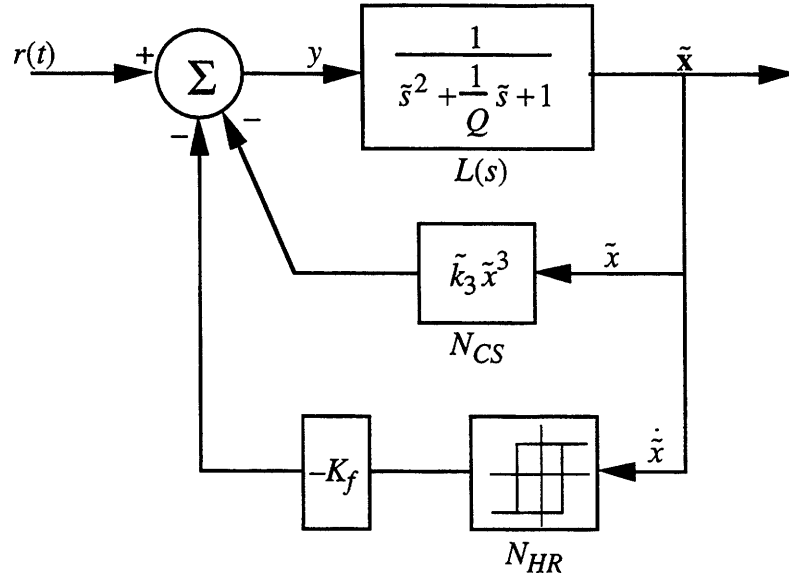 r(t)
+
Σ
−
−
y
1
s̃² + 1/Q s̃ + 1
L(s)
x̃
k̃₃x̃³
x̃
N_CS
−K_f
ẋ̃
N_HR